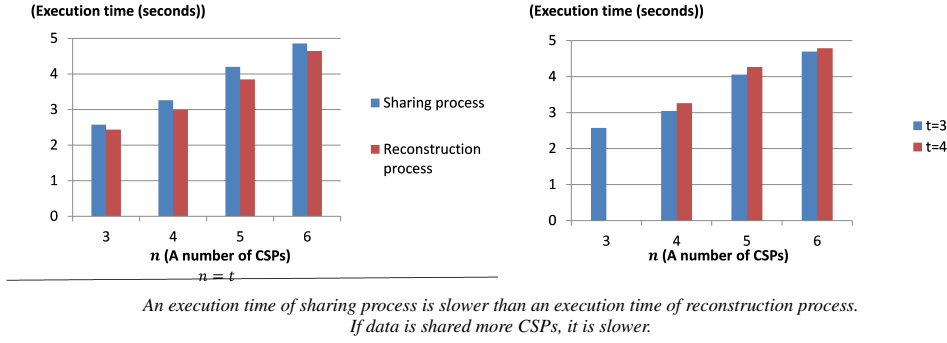 (Execution time (seconds))
5
4
3
2
1
0
3 4 5 6
n (A number of CSPs)
n = t
Sharing process
Reconstruction
process
(Execution time (seconds))
5
4
3
2
1
0
3 4 5 6
n (A number of CSPs)
t=3
t=4
An execution time of sharing process is slower than an execution time of reconstruction process.
If data is shared more CSPs, it is slower.